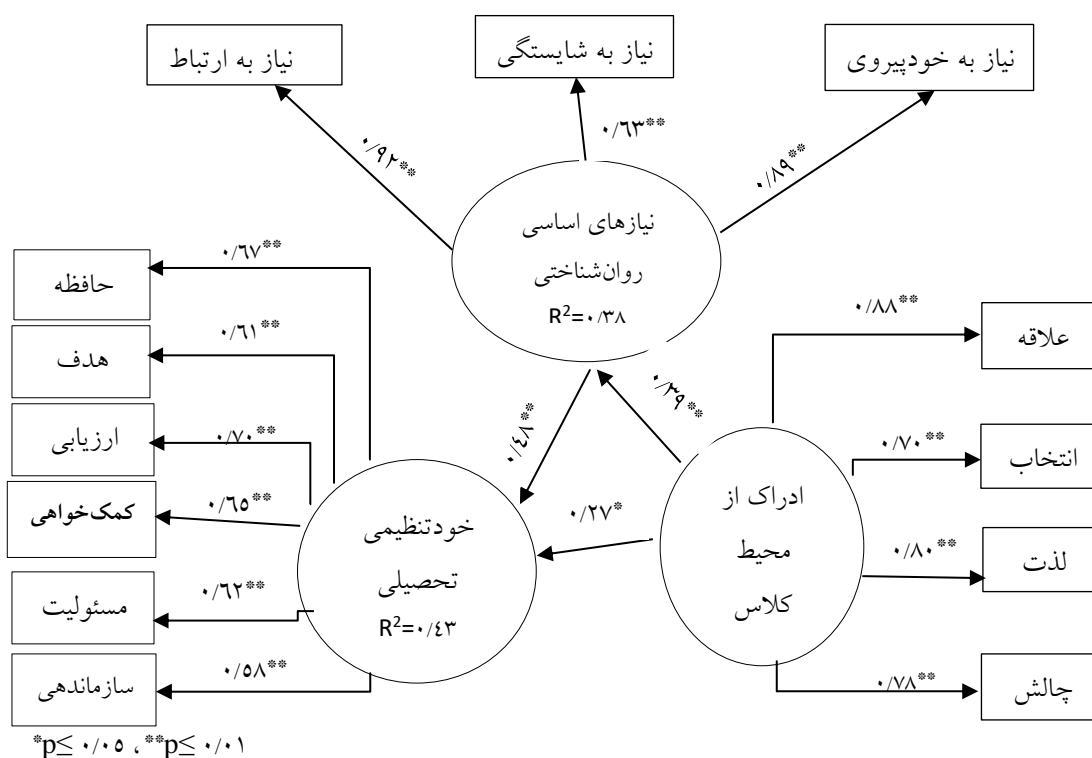 نیاز به خودپیروی
نیاز به شایستگی
نیاز به ارتباط
۰/۸۹**
۰/۶۳**
۰/۹۲**
نیازهای اساسی
روان‌شناختی
R²=۰/۳۸
علاقه
۰/۸۸**
انتخاب
۰/۷۰**
لذت
۰/۸۰**
چالش
۰/۷۸**
ادراک از
محیط
کلاس
۰/۳۹**
۰/۴۸**
۰/۲۷*
خودتنظیمی
تحصیلی
R²=۰/۴۳
۰/۶۷**
حافظه
۰/۶۱**
هدف
۰/۷۰**
ارزیابی
۰/۶۵**
کمک‌خواهی
۰/۶۲**
مسئولیت
۰/۵۸**
سازماندهی
*p≤ ۰/۰۵ ، **p≤ ۰/۰۱